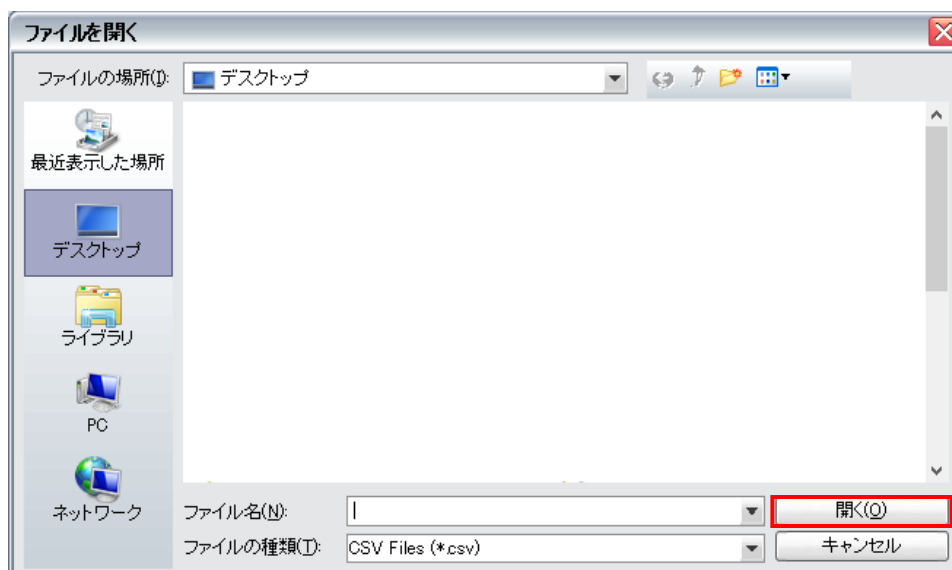 ファイルを開く
ファイルの場所(I):
デスクトップ
最近表示した場所
デスクトップ
ライブラリ
PC
ネットワーク
ファイル名(N):
開く(O)
ファイルの種類(T):
CSV Files (*.csv)
キャンセル